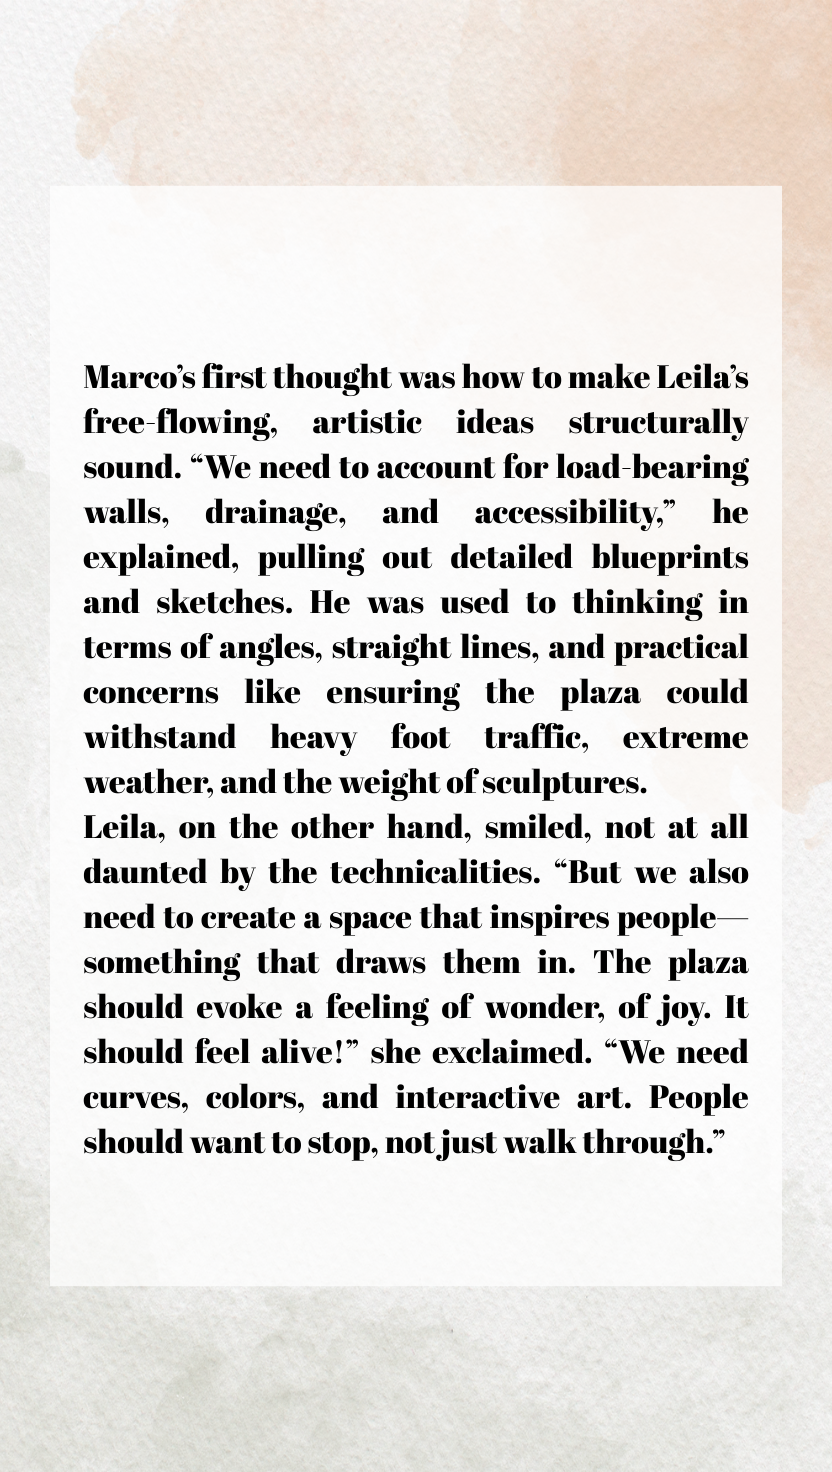 Marco’s first thought was how to make Leila’s
free-flowing, artistic ideas structurally
sound. “We need to account for load-bearing
walls, drainage, and accessibility,” he
explained, pulling out detailed blueprints
and sketches. He was used to thinking in
terms of angles, straight lines, and practical
concerns like ensuring the plaza could
withstand heavy foot traffic, extreme
weather, and the weight of sculptures.
Leila, on the other hand, smiled, not at all
daunted by the technicalities. “But we also
need to create a space that inspires people—
something that draws them in. The plaza
should evoke a feeling of wonder, of joy. It
should feel alive!” she exclaimed. “We need
curves, colors, and interactive art. People
should want to stop, not just walk through.”